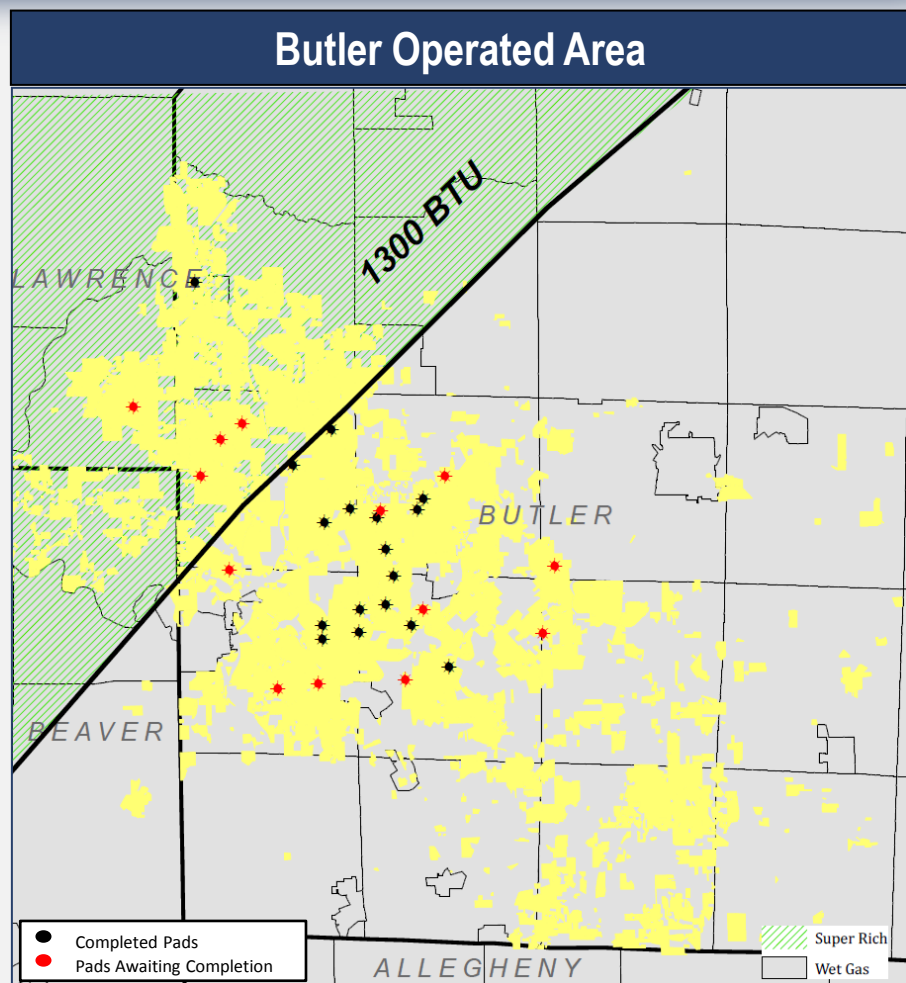 Butler Operated Area
1300 BTU
LAWRENCE
BUTLER
BEAVER
Completed Pads
Pads Awaiting Completion
Super Rich
Wet Gas
ALLEGHENY